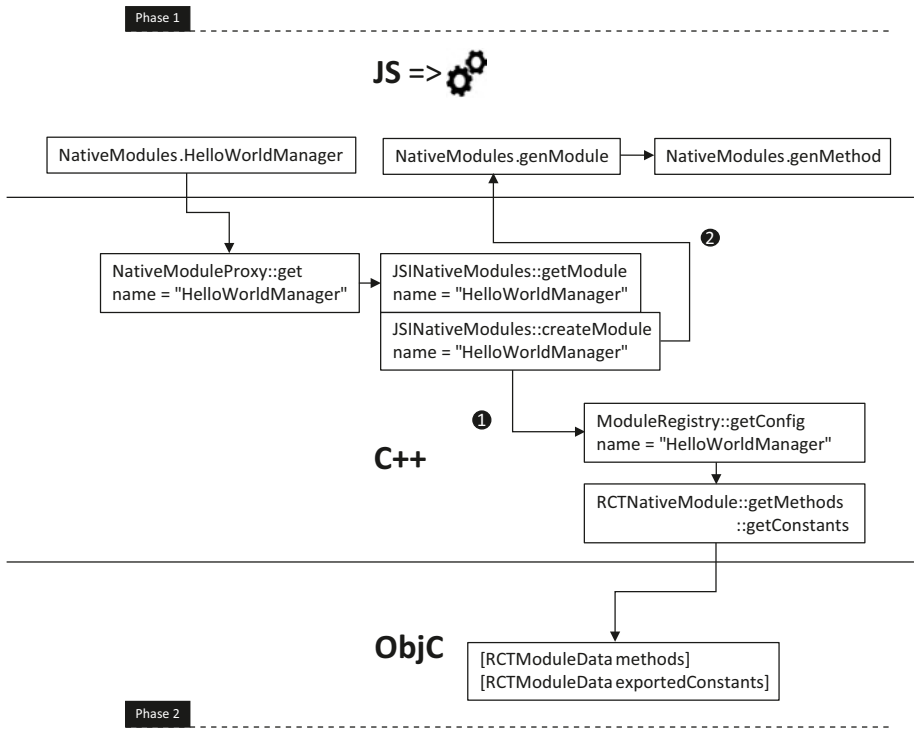 Phase 1
JS =>
NativeModules.HelloWorldManager
NativeModules.genModule
NativeModules.genMethod
❷
NativeModuleProxy::get
name = "HelloWorldManager"
JSINativeModules::getModule
name = "HelloWorldManager"
JSINativeModules::createModule
name = "HelloWorldManager"
❶
ModuleRegistry::getConfig
name = "HelloWorldManager"
C++
RCTNativeModule::getMethods
::getConstants
ObjC
[RCTModuleData methods]
[RCTModuleData exportedConstants]
Phase 2